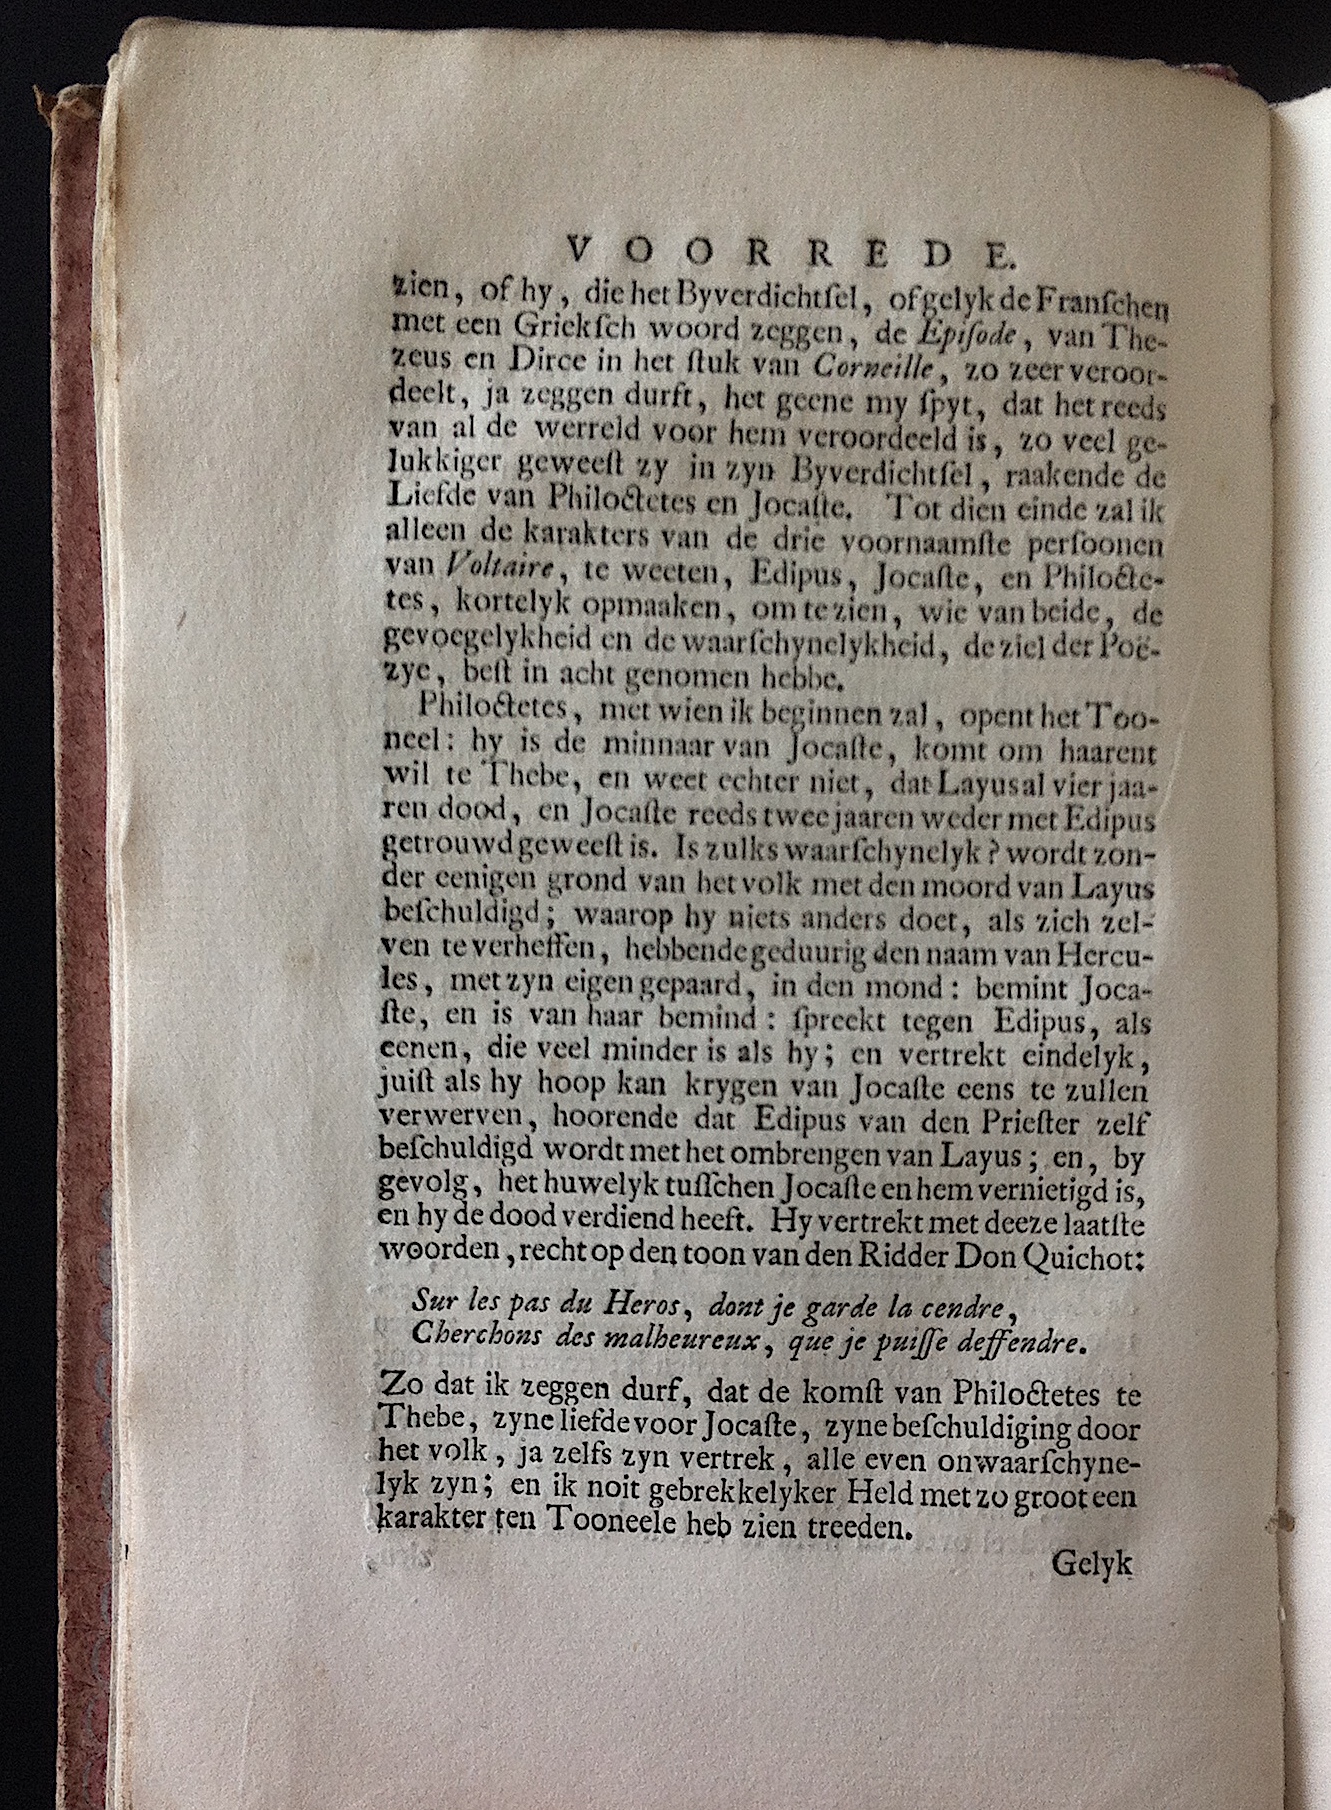 VOORREDE.
zien, of hy, die het Byverdichtſel, of gelyk de Franſchen
met een Griekſch woord zeggen, de Epiſode, van The-
zeus en Dirce in het ſtuk van Corneille, zo zeer veroor-
deelt, ja zeggen durft, het geene my ſpyt, dat het reeds
van al de werreld voor hem veroordeeld is, zo veel ge-
lukkiger geweeſt zy in zyn Byverdichtſel, raakende de
Liefde van Philoctetes en Jocaſte. Tot dien einde zal ik
alleen de karakters van de drie voornaamſte perſoonen
van Voltaire, te weeten, Edipus, Jocaſte, en Philocte-
tes, kortelyk opmaaken, om te zien, wie van beide, de
gevoegelykheid en de waarſchynelykheid, de ziel der Poë-
zye, beſt in acht genomen hebbe.
Philoctetes, met wien ik beginnen zal, opent het Too-
neel: hy is de minnaar van Jocaſte, komt om haarent
wil te Thebe, en weet echter niet, dat Layus al vier jaa-
ren dood, en Jocaſte reeds twee jaaren weder met Edipus
getrouwd geweeſt is. Is zulks waarſchynelyk? wordt zon-
der eenigen grond van het volk met den moord van Layus
beſchuldigd; waarop hy niets anders doet, als zich zel-
ven te verheffen, hebbende geduurig den naam van Hercu-
les, met zyn eigen gepaard, in den mond: bemint Joca-
ſte, en is van haar bemind: ſpreekt tegen Edipus, als
eenen, die veel minder is als hy; en vertrekt eindelyk,
juiſt als hy hoop kan krygen van Jocaſte eens te zullen
verwerven, hoorende dat Edipus van den Prieſter zelf
beſchuldigd wordt met het ombrengen van Layus; en, by
gevolg, het huwelyk tuſſchen Jocaſte en hem vernietigd is,
en hy de dood verdiend heeft. Hy vertrekt met deeze laatſte
woorden, recht op den toon van den Ridder Don Quichot:
Sur les pas du Heros, dont je garde la cendre,
Cherchons des malheureux, que je puiſſe deffendre.
Zo dat ik zeggen durf, dat de komſt van Philoctetes te
Thebe, zyne liefde voor Jocaſte, zyne beſchuldiging door
het volk, ja zelfs zyn vertrek, alle even onwaarſchyne-
lyk zyn; en ik noit gebrekkelyker Held met zo groot een
karakter ten Tooneele heb zien treeden.
Gelyk